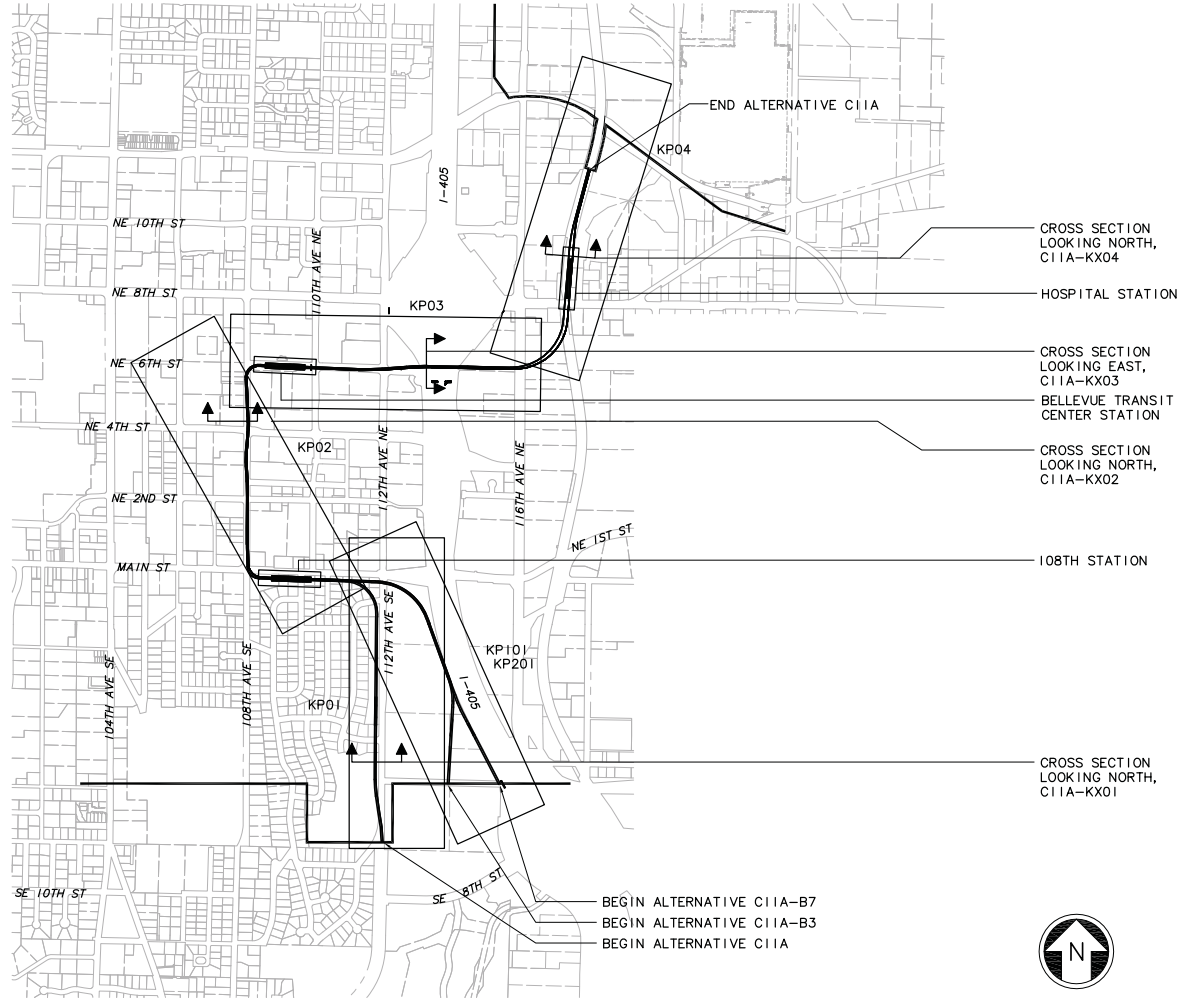 END ALTERNATIVE C11A
KP04
I-405
NE 10TH ST
110TH AVE NE
CROSS SECTION
LOOKING NORTH,
C11A-KX04
NE 8TH ST
HOSPITAL STATION
KP03
NE 6TH ST
CROSS SECTION
LOOKING EAST,
C11A-KX03
BELLEVUE TRANSIT
CENTER STATION
NE 4TH ST
KP02
112TH AVE NE
116TH AVE NE
CROSS SECTION
LOOKING NORTH,
C11A-KX02
NE 2ND ST
NE 1ST ST
MAIN ST
108TH STATION
112TH AVE SE
KP101
KP201
104TH AVE SE
108TH AVE SE
KP01
I-405
CROSS SECTION
LOOKING NORTH,
C11A-KX01
SE 10TH ST
SE 8TH ST
BEGIN ALTERNATIVE C11A-B7
BEGIN ALTERNATIVE C11A-B3
BEGIN ALTERNATIVE C11A
N